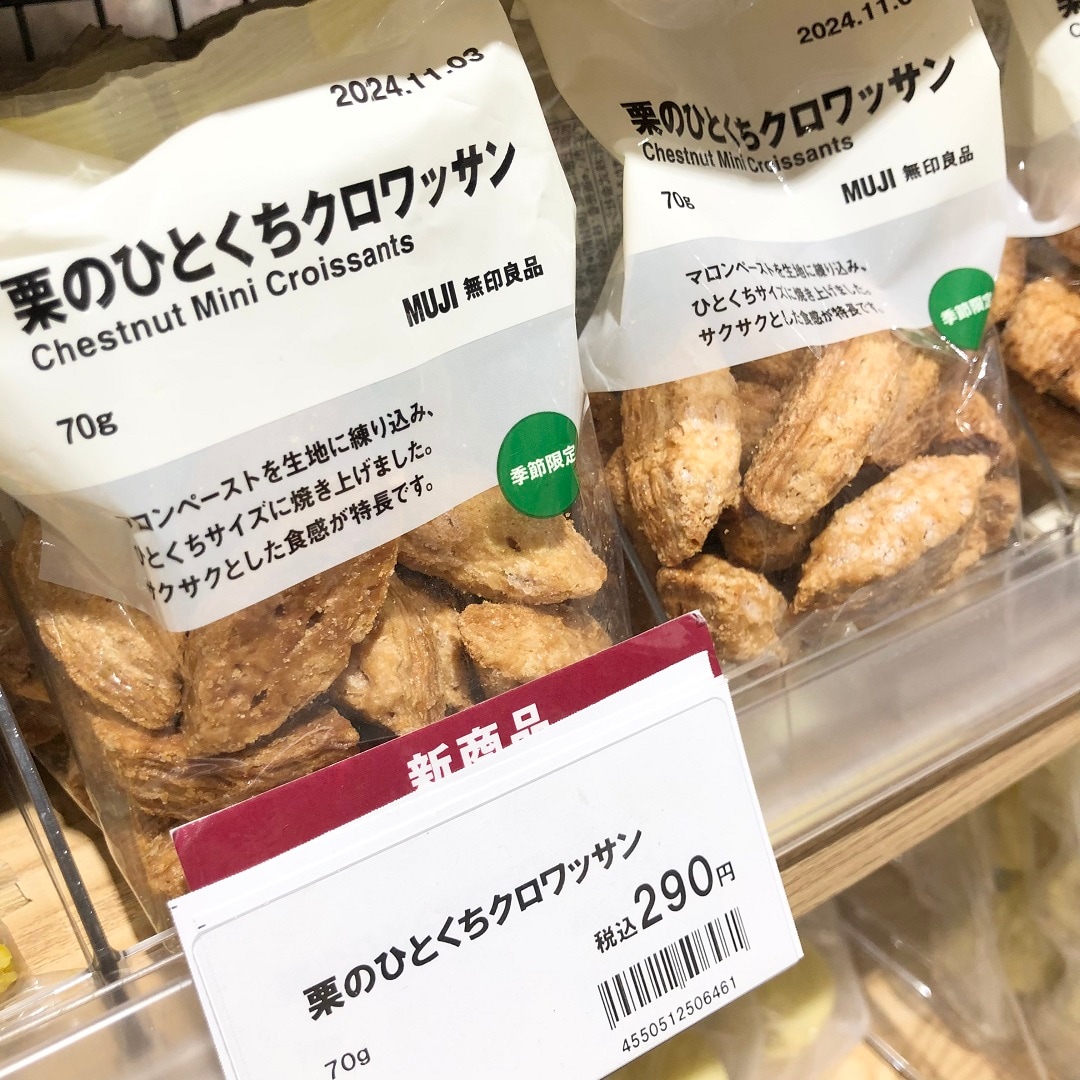 2024.11.03
栗のひとくちクロワッサン
Chestnut Mini Croissants
MUJI 無印良品
70g
マロンペーストを生地に練り込み、
ひとくちサイズに焼き上げました。
サクサクとした食感が特長です。
季節限定
2024.11.0
栗のひとくちクロワッサン
Chestnut Mini Croissants
70g
MUJI 無印良品
マロンペーストを生地に練り込み、
ひとくちサイズに焼き上げました。
サクサクとした食感が特長です。
季節限定
新商品
栗のひとくちクロワッサン
税込290円
4550512506461
70g